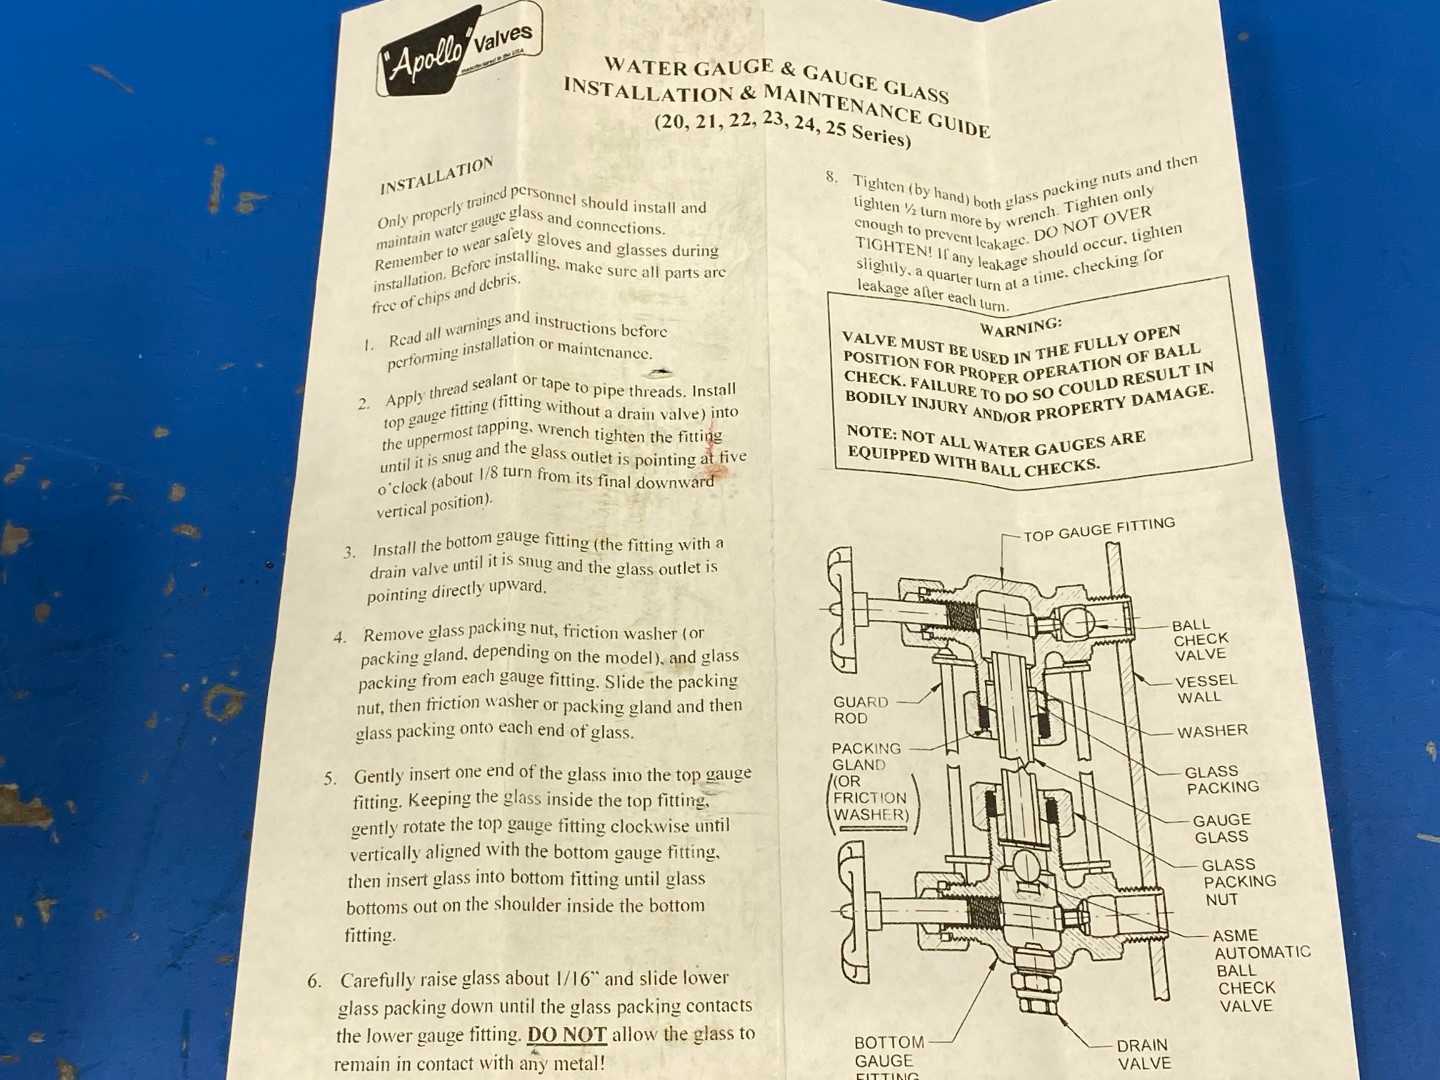 "Apollo" Valves
manufactured in the USA
WATER GAUGE & GAUGE GLASS
INSTALLATION & MAINTENANCE GUIDE
(20, 21, 22, 23, 24, 25 Series)
INSTALLATION
Only properly trained personnel should install and
maintain water gauge glass and connections.
Remember to wear safety gloves and glasses during
installation. Before installing, make sure all parts are
free of chips and debris.
1. Read all warnings and instructions before
performing installation or maintenance.
2. Apply thread sealant or tape to pipe threads. Install
top gauge fitting (fitting without a drain valve) into
the uppermost tapping, wrench tighten the fitting
until it is snug and the glass outlet is pointing at five
o'clock (about 1/8 turn from its final downward
vertical position).
3. Install the bottom gauge fitting (the fitting with a
drain valve until it is snug and the glass outlet is
pointing directly upward.
4. Remove glass packing nut, friction washer (or
packing gland, depending on the model), and glass
packing from each gauge fitting. Slide the packing
nut, then friction washer or packing gland and then
glass packing onto each end of glass.
5. Gently insert one end of the glass into the top gauge
fitting. Keeping the glass inside the top fitting,
gently rotate the top gauge fitting clockwise until
vertically aligned with the bottom gauge fitting,
then insert glass into bottom fitting until glass
bottoms out on the shoulder inside the bottom
fitting.
6. Carefully raise glass about 1/16" and slide lower
glass packing down until the glass packing contacts
the lower gauge fitting. DO NOT allow the glass to
remain in contact with any metal!
8. Tighten (by hand) both glass packing nuts and then
tighten ½ turn more by wrench. Tighten only
enough to prevent leakage. DO NOT OVER
TIGHTEN! If any leakage should occur, tighten
slightly, a quarter turn at a time, checking for
leakage after each turn.
WARNING:
VALVE MUST BE USED IN THE FULLY OPEN
POSITION FOR PROPER OPERATION OF BALL
CHECK. FAILURE TO DO SO COULD RESULT IN
BODILY INJURY AND/OR PROPERTY DAMAGE.
NOTE: NOT ALL WATER GAUGES ARE
EQUIPPED WITH BALL CHECKS.
TOP GAUGE FITTING
BALL
CHECK
VALVE
VESSEL
WALL
GUARD
ROD
WASHER
PACKING
GLAND
(OR
FRICTION
WASHER)
GLASS
PACKING
GAUGE
GLASS
GLASS
PACKING
NUT
ASME
AUTOMATIC
BALL
CHECK
VALVE
BOTTOM
GAUGE
FITTING
DRAIN
VALVE